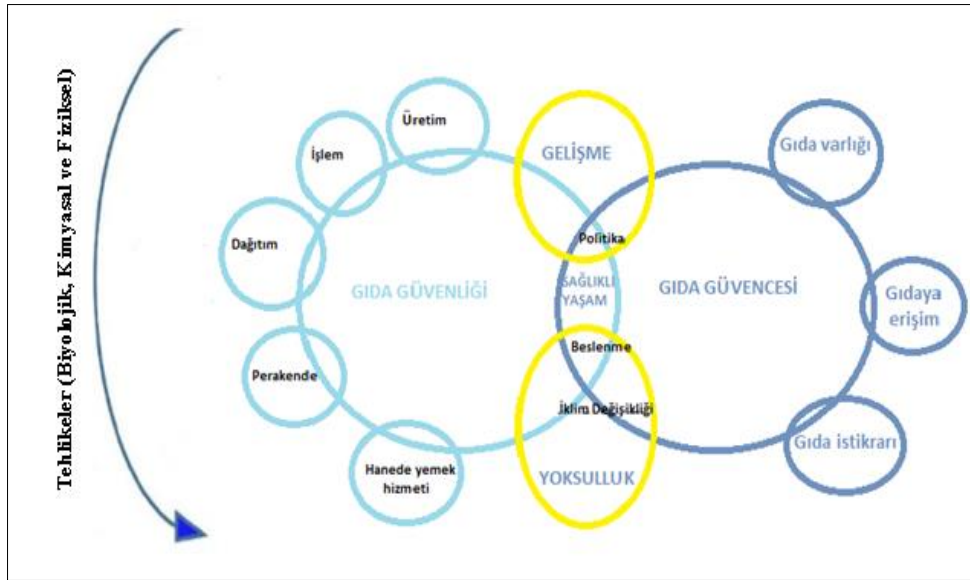 Tehlikeler (Biyolojik, Kimyasal ve Fiziksel)
Üretim
İşlem
Dağıtım
Perakende
Hanede yemek
hizmeti
GIDA GÜVENLİĞİ
GELİŞME
Politika
SAĞLIKLI
YAŞAM
Beslenme
İklim Değişikliği
YOKSULLUK
GIDA GÜVENCESİ
Gıda varlığı
Gıdaya
erişim
Gıda istikrarı